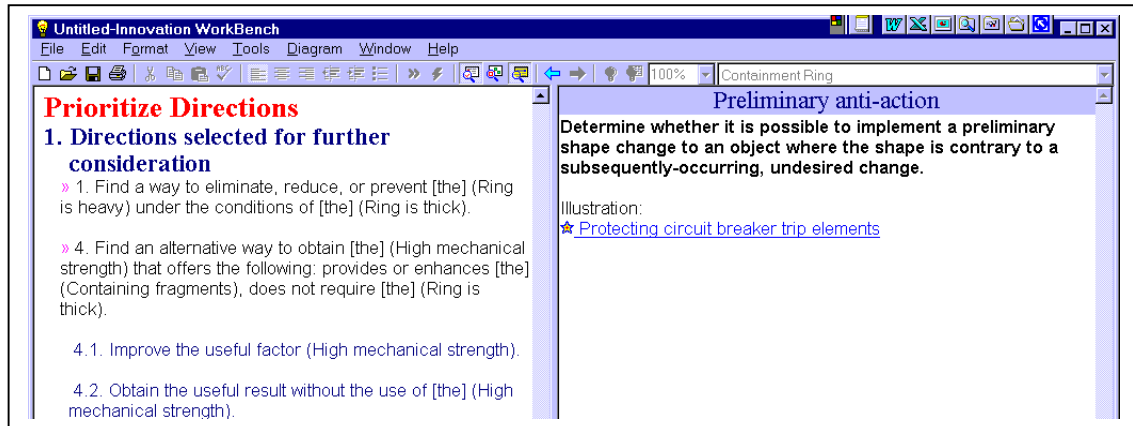 Untitled-Innovation WorkBench
File Edit Format View Tools Diagram Window Help
100% Containment Ring
Prioritize Directions
1. Directions selected for further
consideration
» 1. Find a way to eliminate, reduce, or prevent [the] (Ring
is heavy) under the conditions of [the] (Ring is thick).
» 4. Find an alternative way to obtain [the] (High mechanical
strength) that offers the following: provides or enhances [the]
(Containing fragments), does not require [the] (Ring is
thick).
4.1. Improve the useful factor (High mechanical strength).
4.2. Obtain the useful result without the use of [the] (High
mechanical strength).
Preliminary anti-action
Determine whether it is possible to implement a preliminary
shape change to an object where the shape is contrary to a
subsequently-occurring, undesired change.
Illustration:
Protecting circuit breaker trip elements